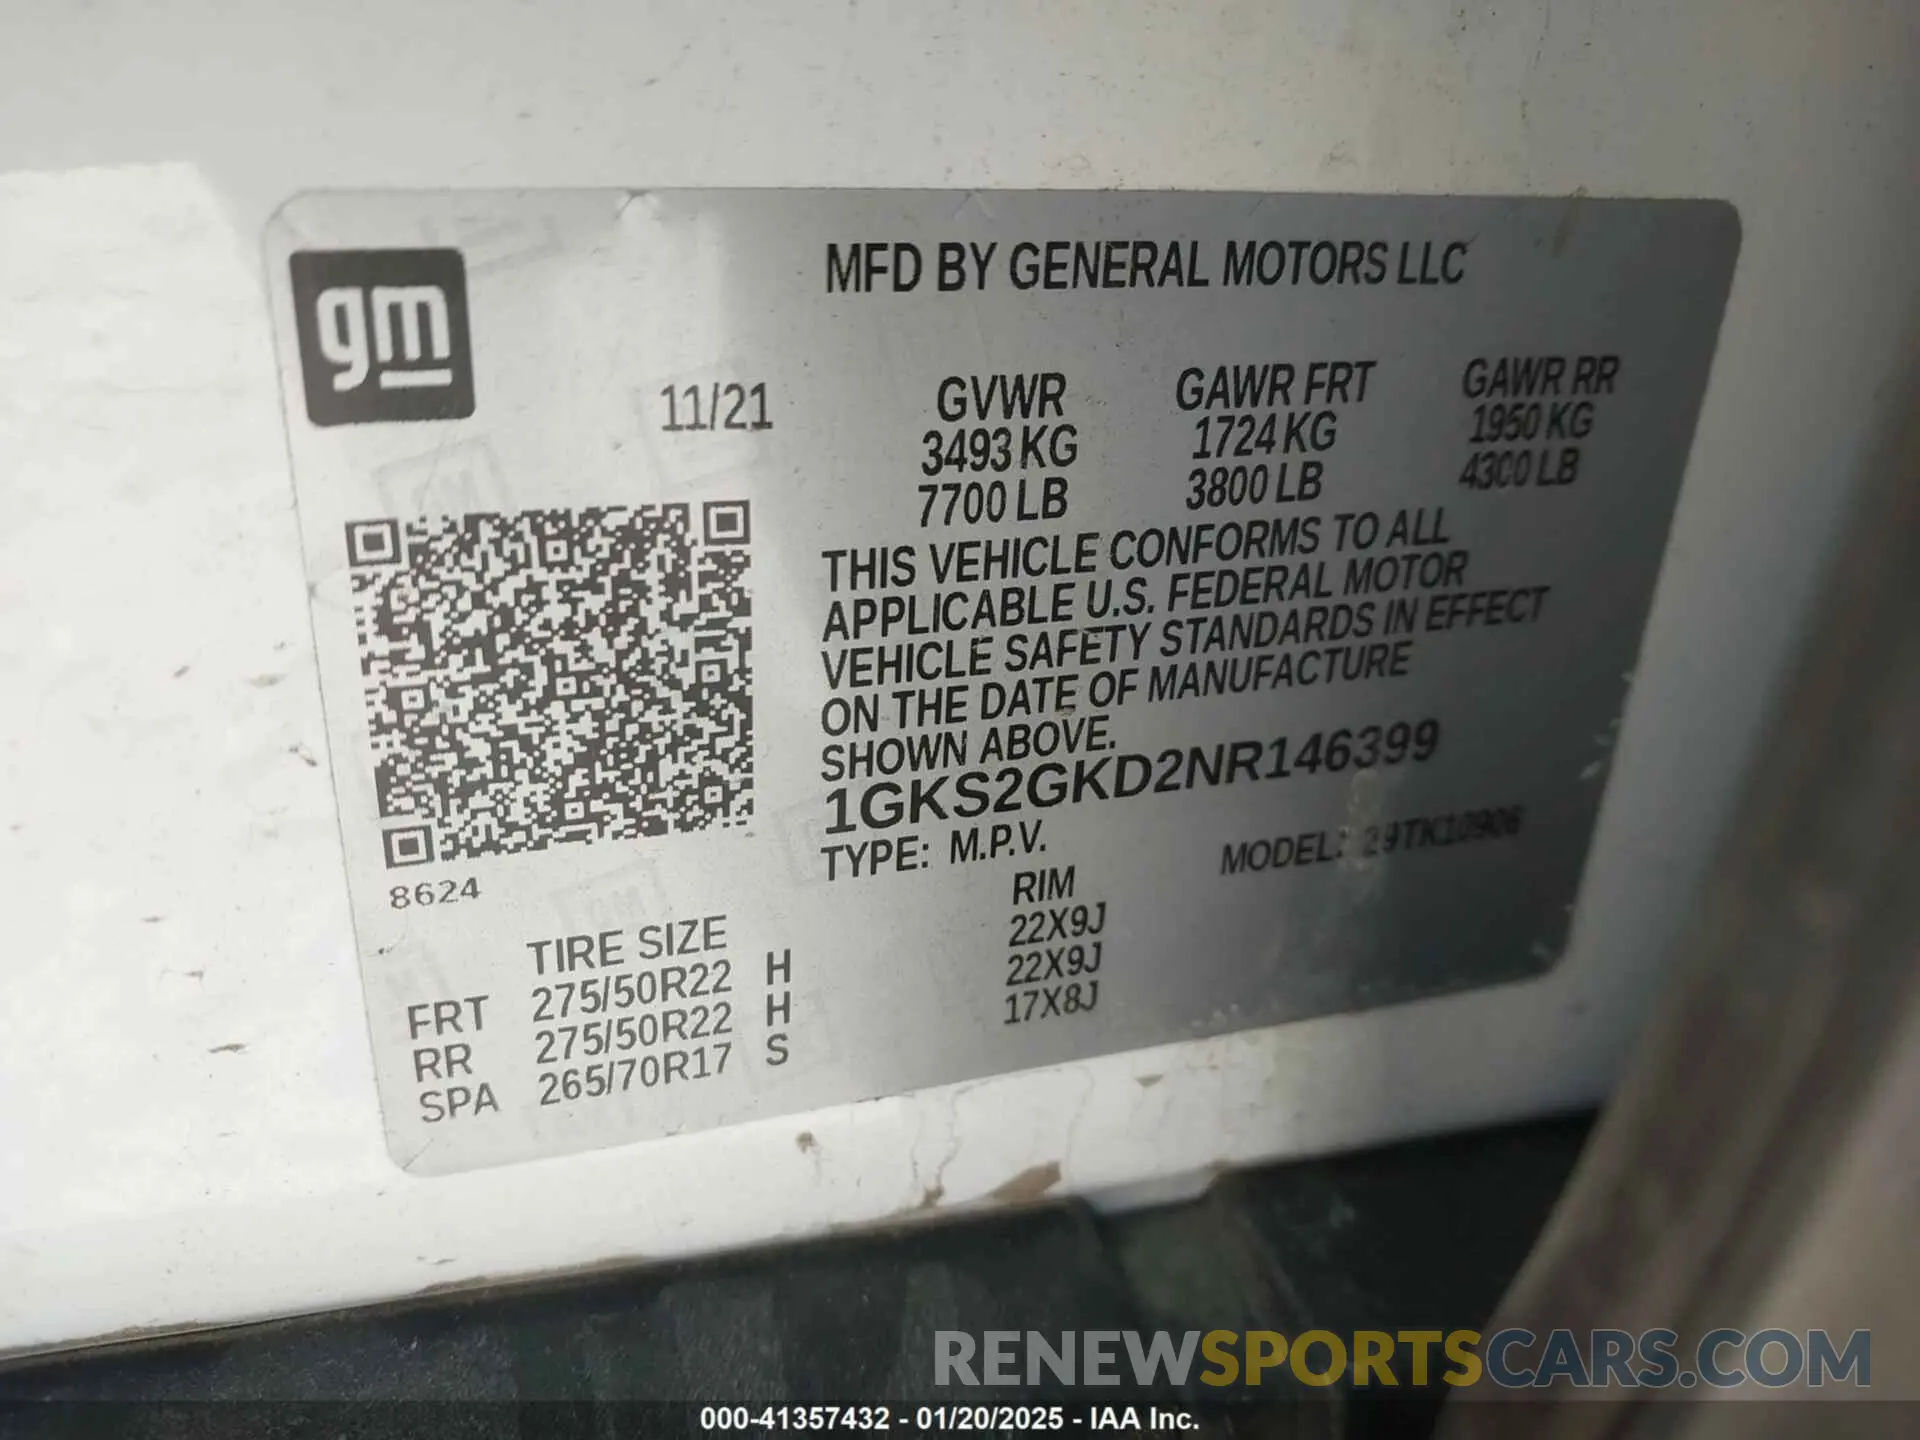 gm
MFD BY GENERAL MOTORS LLC
11/21
GVWR GAWR FRT GAWR RR
3493 KG 1724 KG 1950 KG
7700 LB 3800 LB 4300 LB
THIS VEHICLE CONFORMS TO ALL
APPLICABLE U.S. FEDERAL MOTOR
VEHICLE SAFETY STANDARDS IN EFFECT
ON THE DATE OF MANUFACTURE
SHOWN ABOVE.
1GKS2GKD2NR146399
TYPE: M.P.V. MODEL:
8624
TIRE SIZE RIM
FRT 275/50R22 H 22X9J
RR 275/50R22 H 22X9J
SPA 265/70R17 S 17X8J
RENEWSPORTSCARS.COM
000-41357432 - 01/20/2025 - IAA Inc.